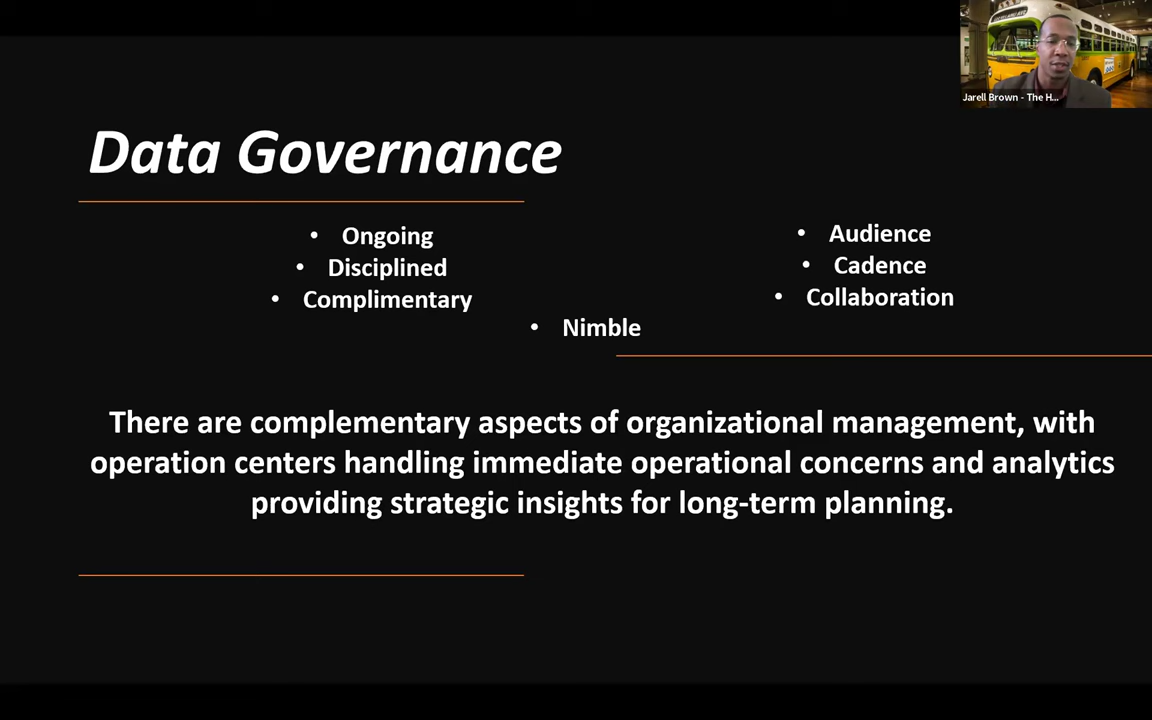 Jarell Brown - The H...
Data Governance
• Ongoing
• Disciplined
• Complimentary
• Audience
• Cadence
• Collaboration
• Nimble
There are complementary aspects of organizational management, with
operation centers handling immediate operational concerns and analytics
providing strategic insights for long-term planning.